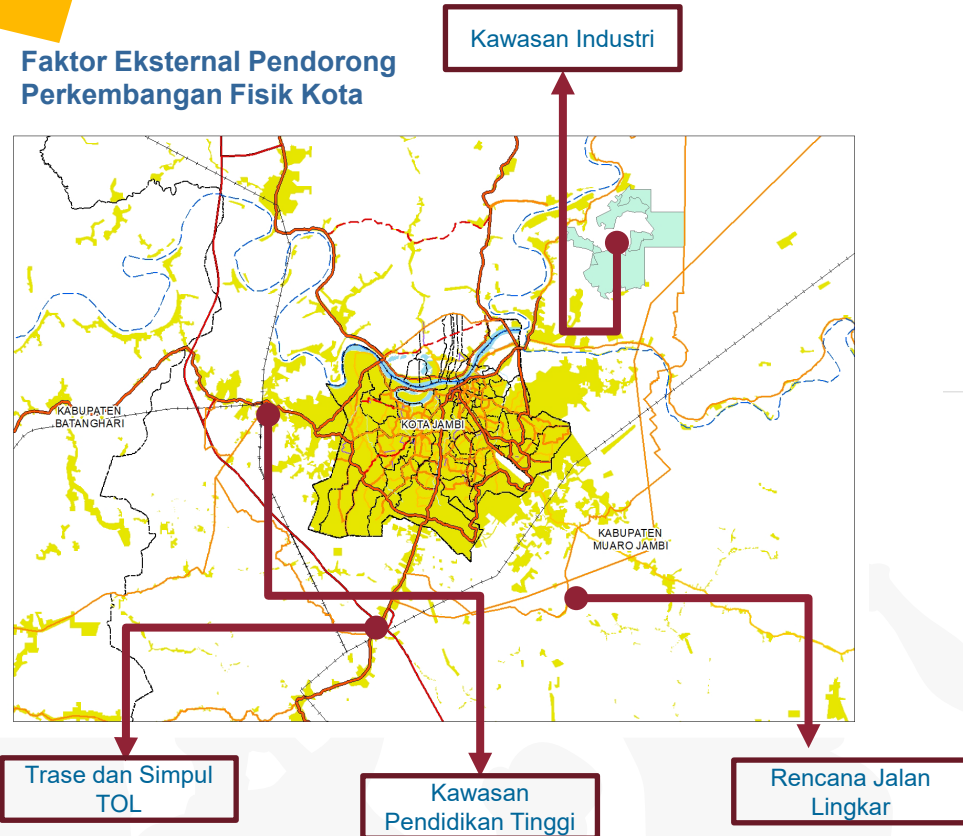 Kawasan Industri
Faktor Eksternal Pendorong
Perkembangan Fisik Kota
KABUPATEN
BATANGHARI
KOTA JAMBI
KABUPATEN
MUARO JAMBI
Trase dan Simpul
TOL
Kawasan
Pendidikan Tinggi
Rencana Jalan
Lingkar